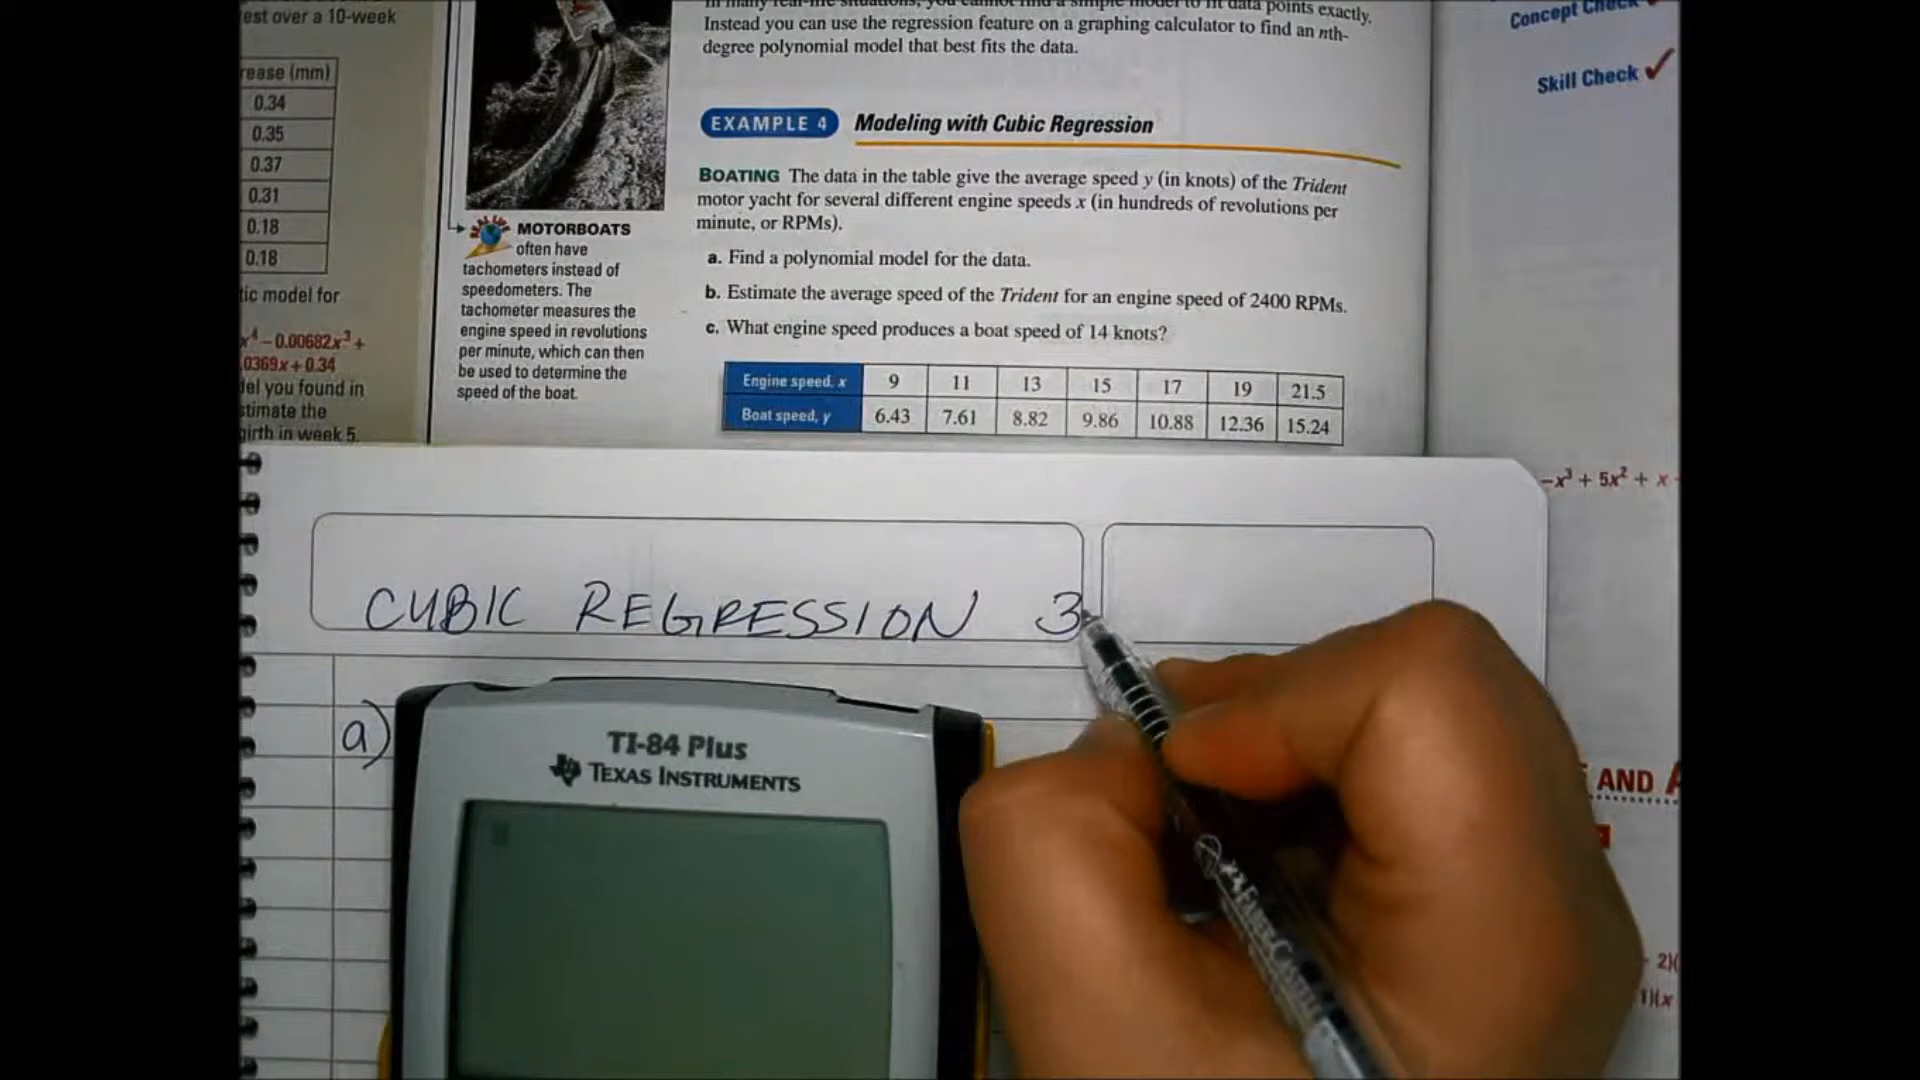 est over a 10-week
rease (mm)
0.34
0.35
0.37
0.31
0.18
0.18
tic model for
x⁴ – 0.00682x³ +
.0369x + 0.34
del you found in
stimate the
girth in week 5.
MOTORBOATS
often have
tachometers instead of
speedometers. The
tachometer measures the
engine speed in revolutions
per minute, which can then
be used to determine the
speed of the boat.
In many real-life situations, you cannot find a simple model to fit data points exactly.
Instead you can use the regression feature on a graphing calculator to find an nth-
degree polynomial model that best fits the data.
EXAMPLE 4 Modeling with Cubic Regression
BOATING The data in the table give the average speed y (in knots) of the Trident
motor yacht for several different engine speeds x (in hundreds of revolutions per
minute, or RPMs).
a. Find a polynomial model for the data.
b. Estimate the average speed of the Trident for an engine speed of 2400 RPMs.
c. What engine speed produces a boat speed of 14 knots?
Engine speed, x 9 11 13 15 17 19 21.5
Boat speed, y 6.43 7.61 8.82 9.86 10.88 12.36 15.24
Concept Check ✓
Skill Check ✓
–x³ + 5x² + x
AND
2)(
1)(x
CUBIC REGRESSION 3
a)
TI-84 Plus
TEXAS INSTRUMENTS
FABER-CASTELL